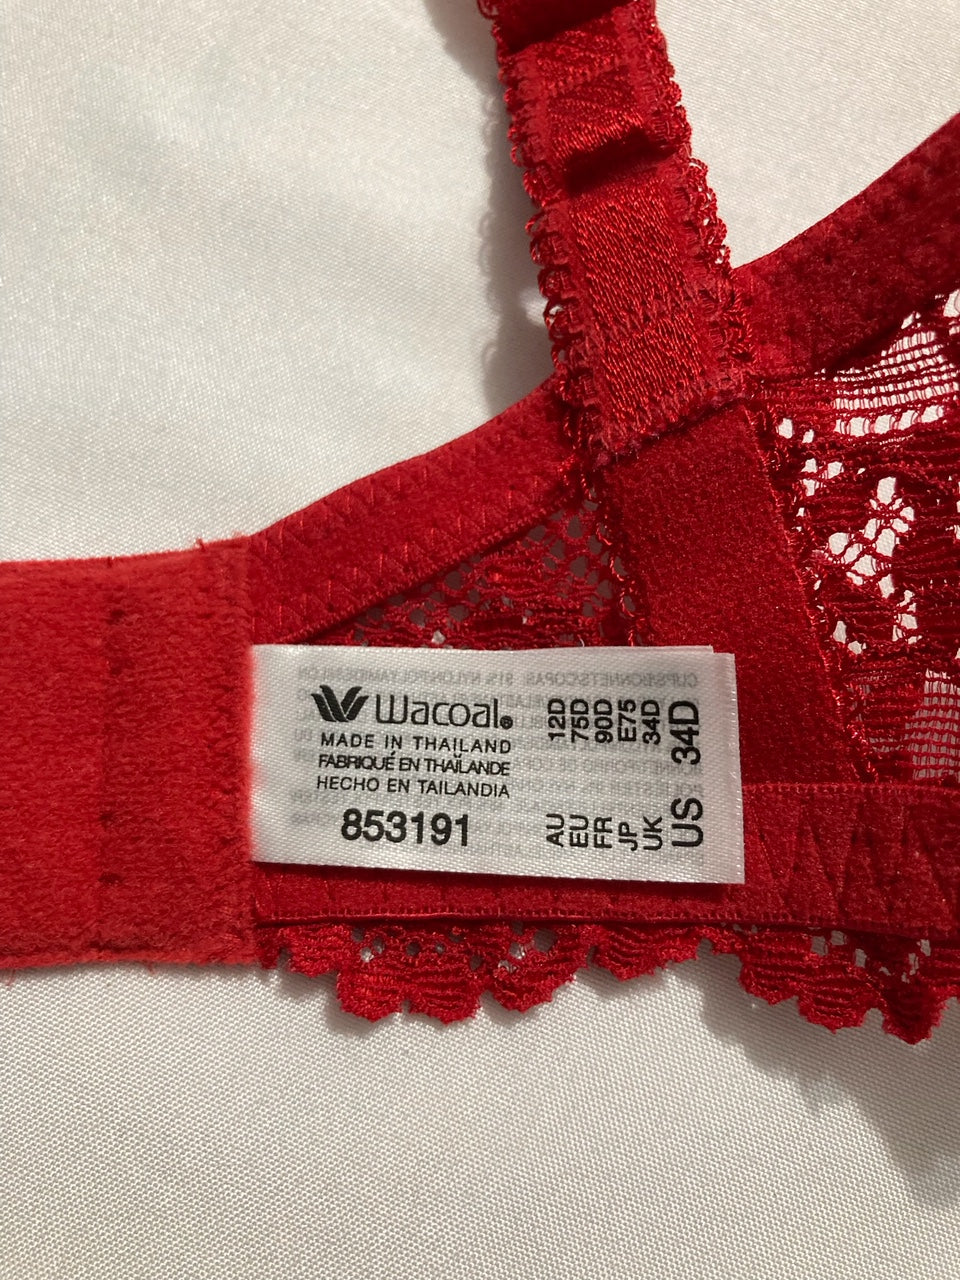 Wacoal®
MADE IN THAILAND
FABRIQUÉ EN THAÏLANDE
HECHO EN TAILANDIA
853191
AU 12D
EU 75D
FR 90D
JP E75
UK 34D
US 34D